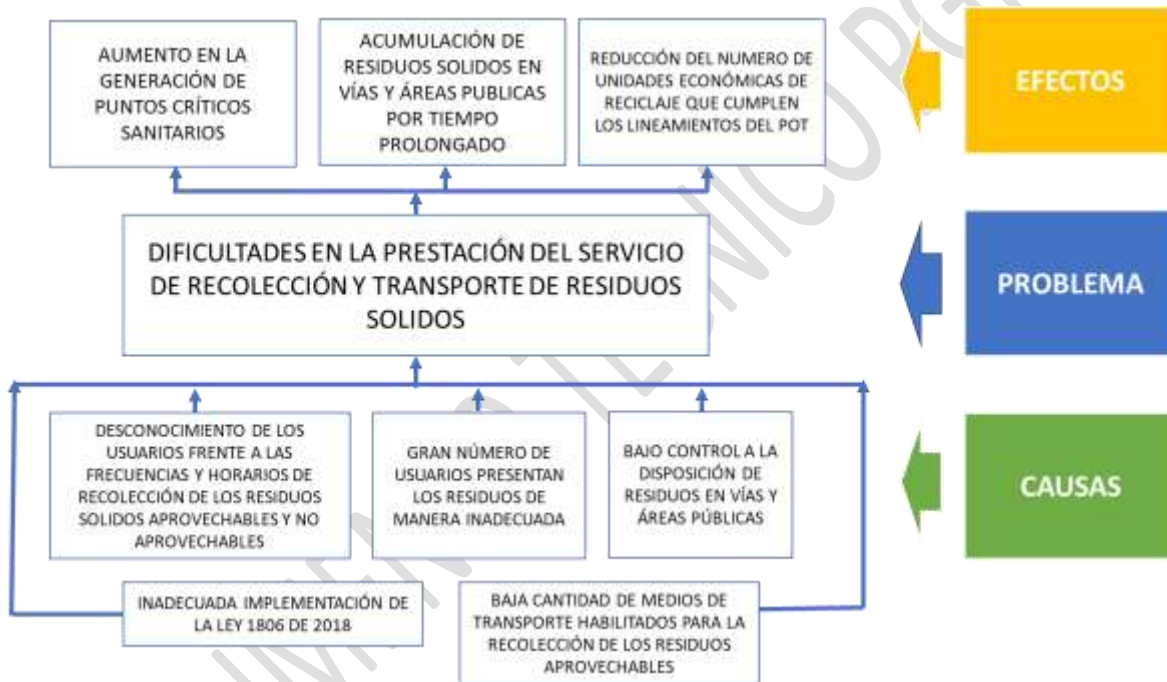 AUMENTO EN LA
GENERACIÓN DE
PUNTOS CRÍTICOS
SANITARIOS
ACUMULACIÓN DE
RESIDUOS SOLIDOS EN
VÍAS Y ÁREAS PUBLICAS
POR TIEMPO
PROLONGADO
REDUCCIÓN DEL NUMERO DE
UNIDADES ECONÓMICAS DE
RECICLAJE QUE CUMPLEN
LOS LINEAMIENTOS DEL POT
EFECTOS
DIFICULTADES EN LA PRESTACIÓN DEL SERVICIO
DE RECOLECCIÓN Y TRANSPORTE DE RESIDUOS
SOLIDOS
PROBLEMA
DESCONOCIMIENTO DE LOS
USUARIOS FRENTE A LAS
FRECUENCIAS Y HORARIOS DE
RECOLECCIÓN DE LOS RESIDUOS
SOLIDOS APROVECHABLES Y NO
APROVECHABLES
GRAN NÚMERO DE
USUARIOS PRESENTAN
LOS RESIDUOS DE
MANERA INADECUADA
BAJO CONTROL A LA
DISPOSICIÓN DE
RESIDUOS EN VÍAS Y
ÁREAS PÚBLICAS
CAUSAS
INADECUADA IMPLEMENTACIÓN DE
LA LEY 1806 DE 2018
BAJA CANTIDAD DE MEDIOS DE
TRANSPORTE HABILITADOS PARA LA
RECOLECCIÓN DE LOS RESIDUOS
APROVECHABLES